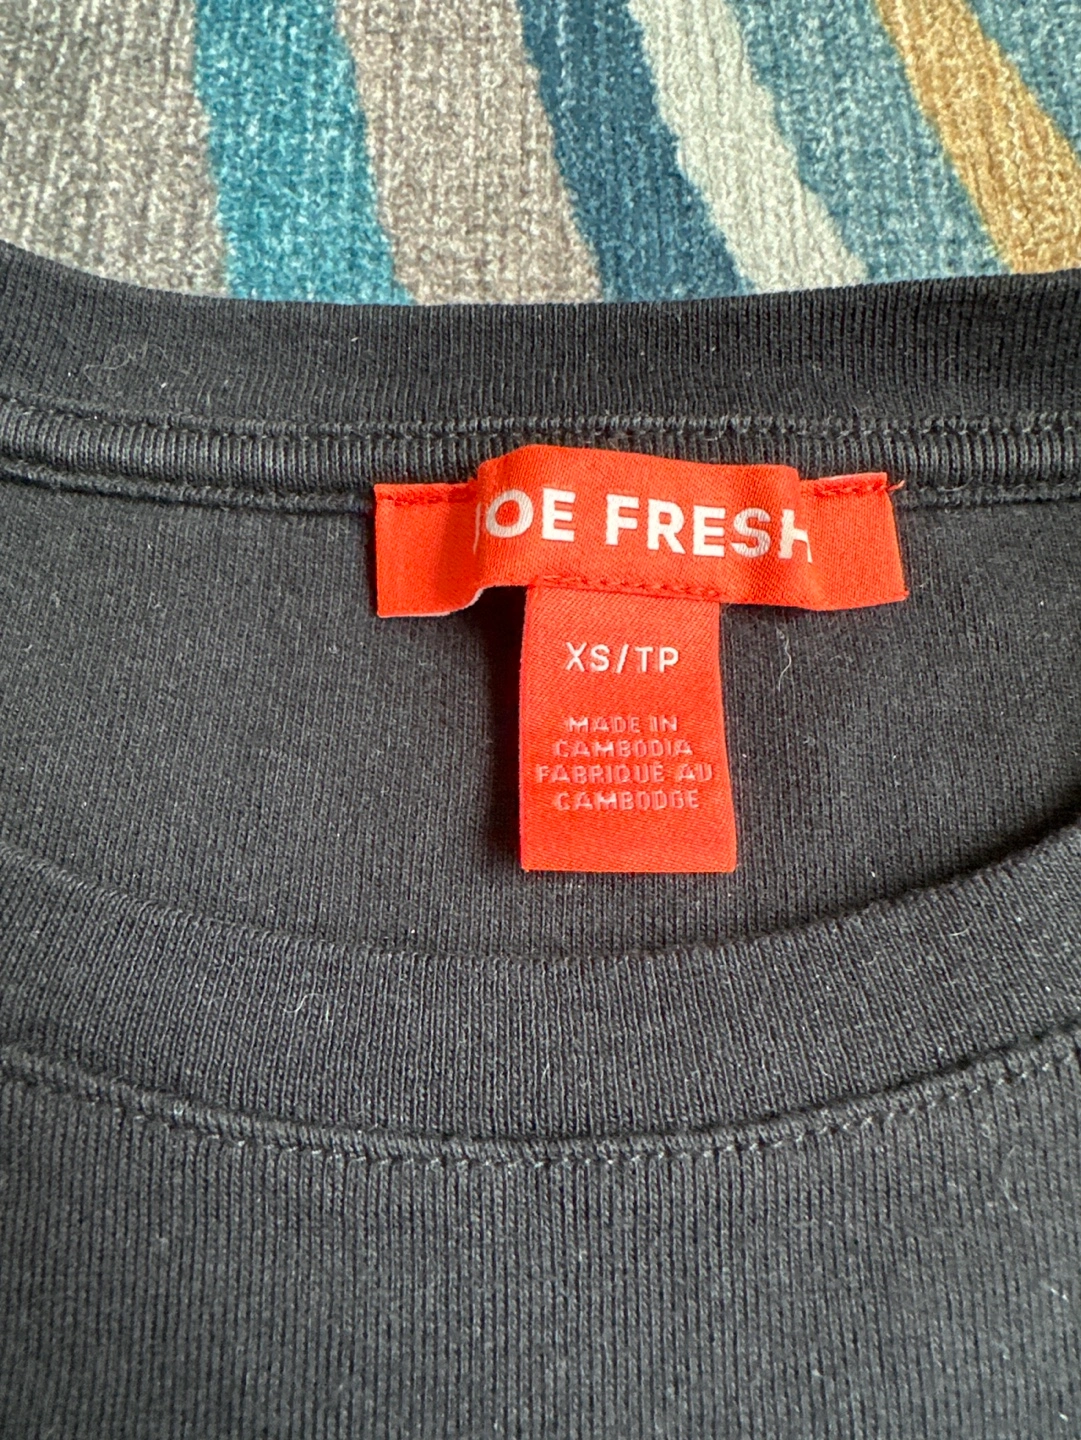 JOE FRESH
XS/TP
MADE IN
CAMBODIA
FABRIQUÉ AU
CAMBODGE